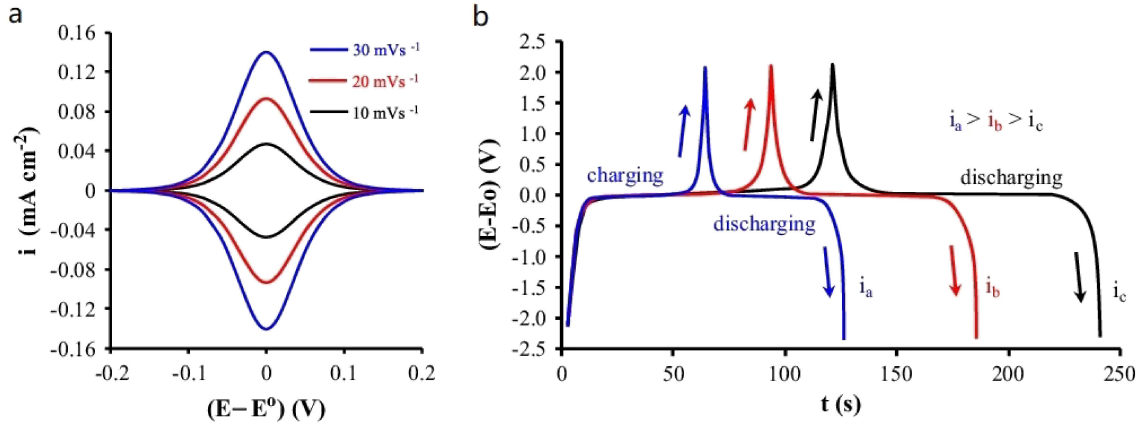 a
0.16
0.12
0.08
0.04
0
-0.04
-0.08
-0.12
-0.16
-0.2
-0.1
0
0.1
0.2
i (mA cm-2)
(E−Eo) (V)
30 mVs -1
20 mVs -1
10 mVs -1
b
2.5
2.0
1.5
1.0
0.5
0.0
-0.5
-1.0
-1.5
-2.0
-2.5
0
50
100
150
200
250
(E-Eo) (V)
t (s)
ia > ib > ic
charging
discharging
discharging
ia
ib
ic